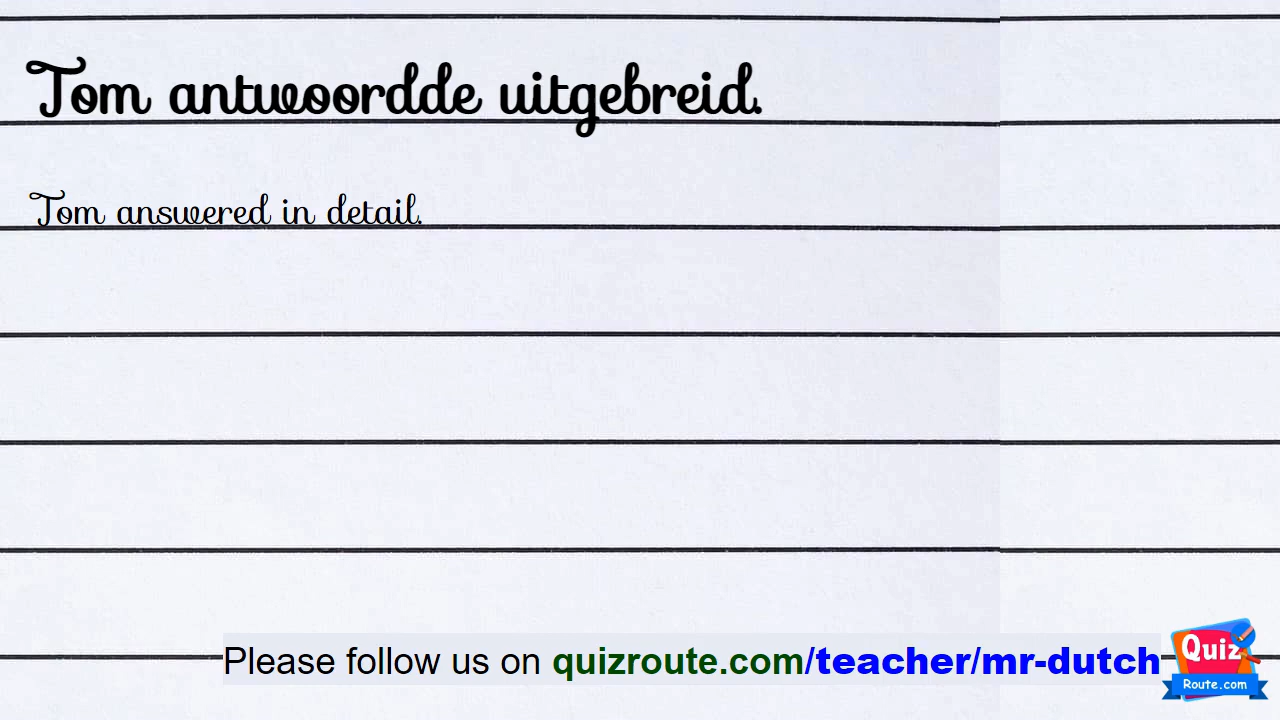 Tom antwoordde uitgebreid.
Tom answered in detail.
Please follow us on quizroute.com/teacher/mr-dutch
Quiz
Route.com